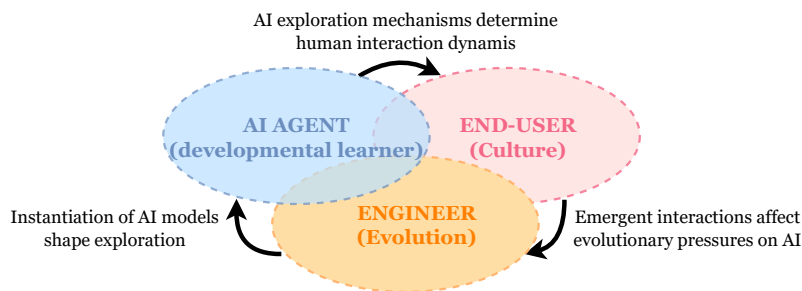 AI exploration mechanisms determine
human interaction dynamis
AI AGENT
(developmental learner)
END-USER
(Culture)
Instantiation of AI models
shape exploration
ENGINEER
(Evolution)
Emergent interactions affect
evolutionary pressures on AI